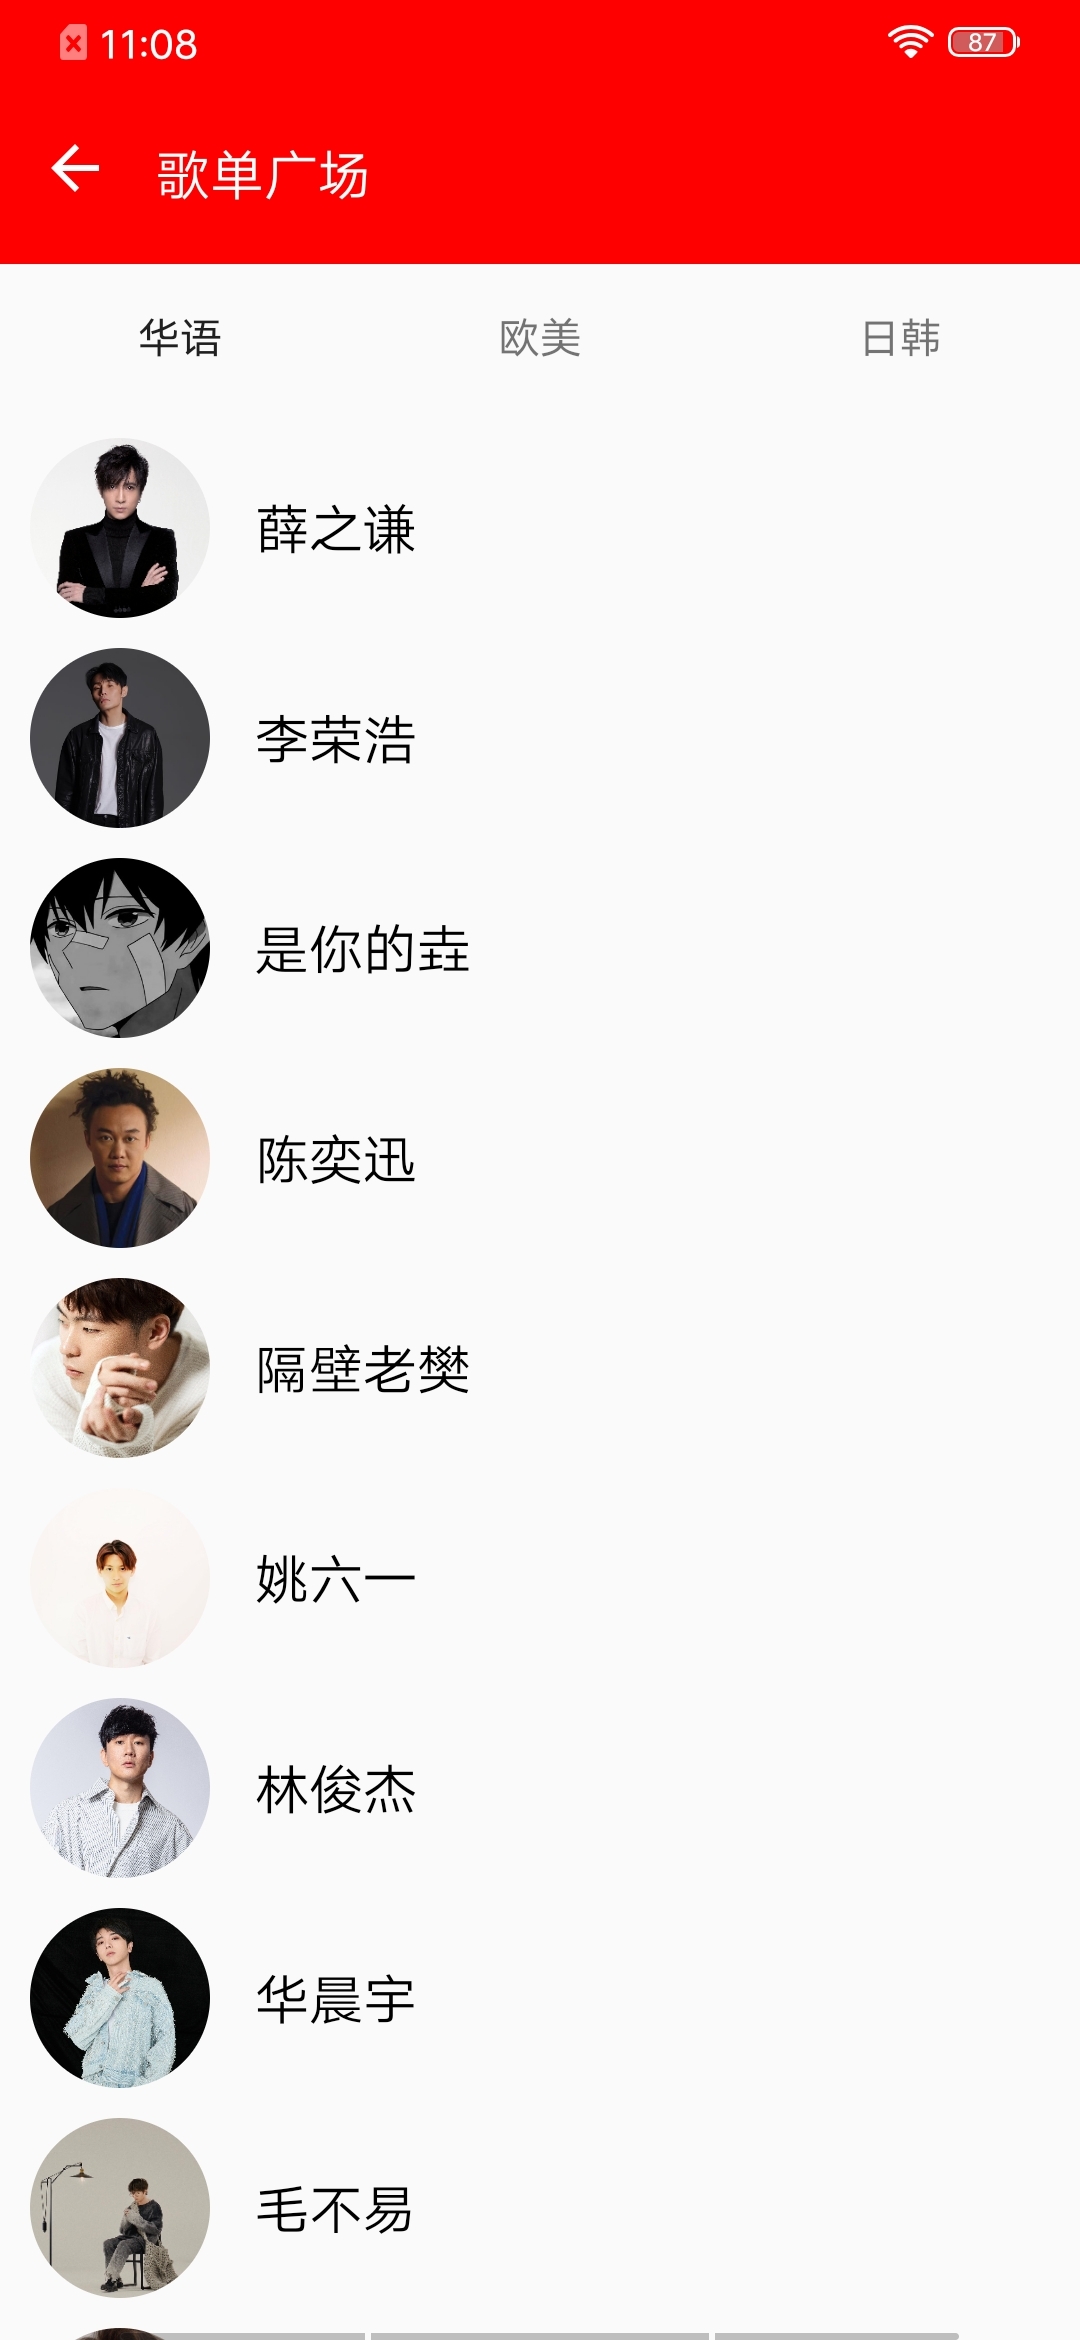 11:08
87
歌单广场
华语 欧美 日韩
薛之谦
李荣浩
是你的垚
陈奕迅
隔壁老樊
姚六一
林俊杰
华晨宇
毛不易